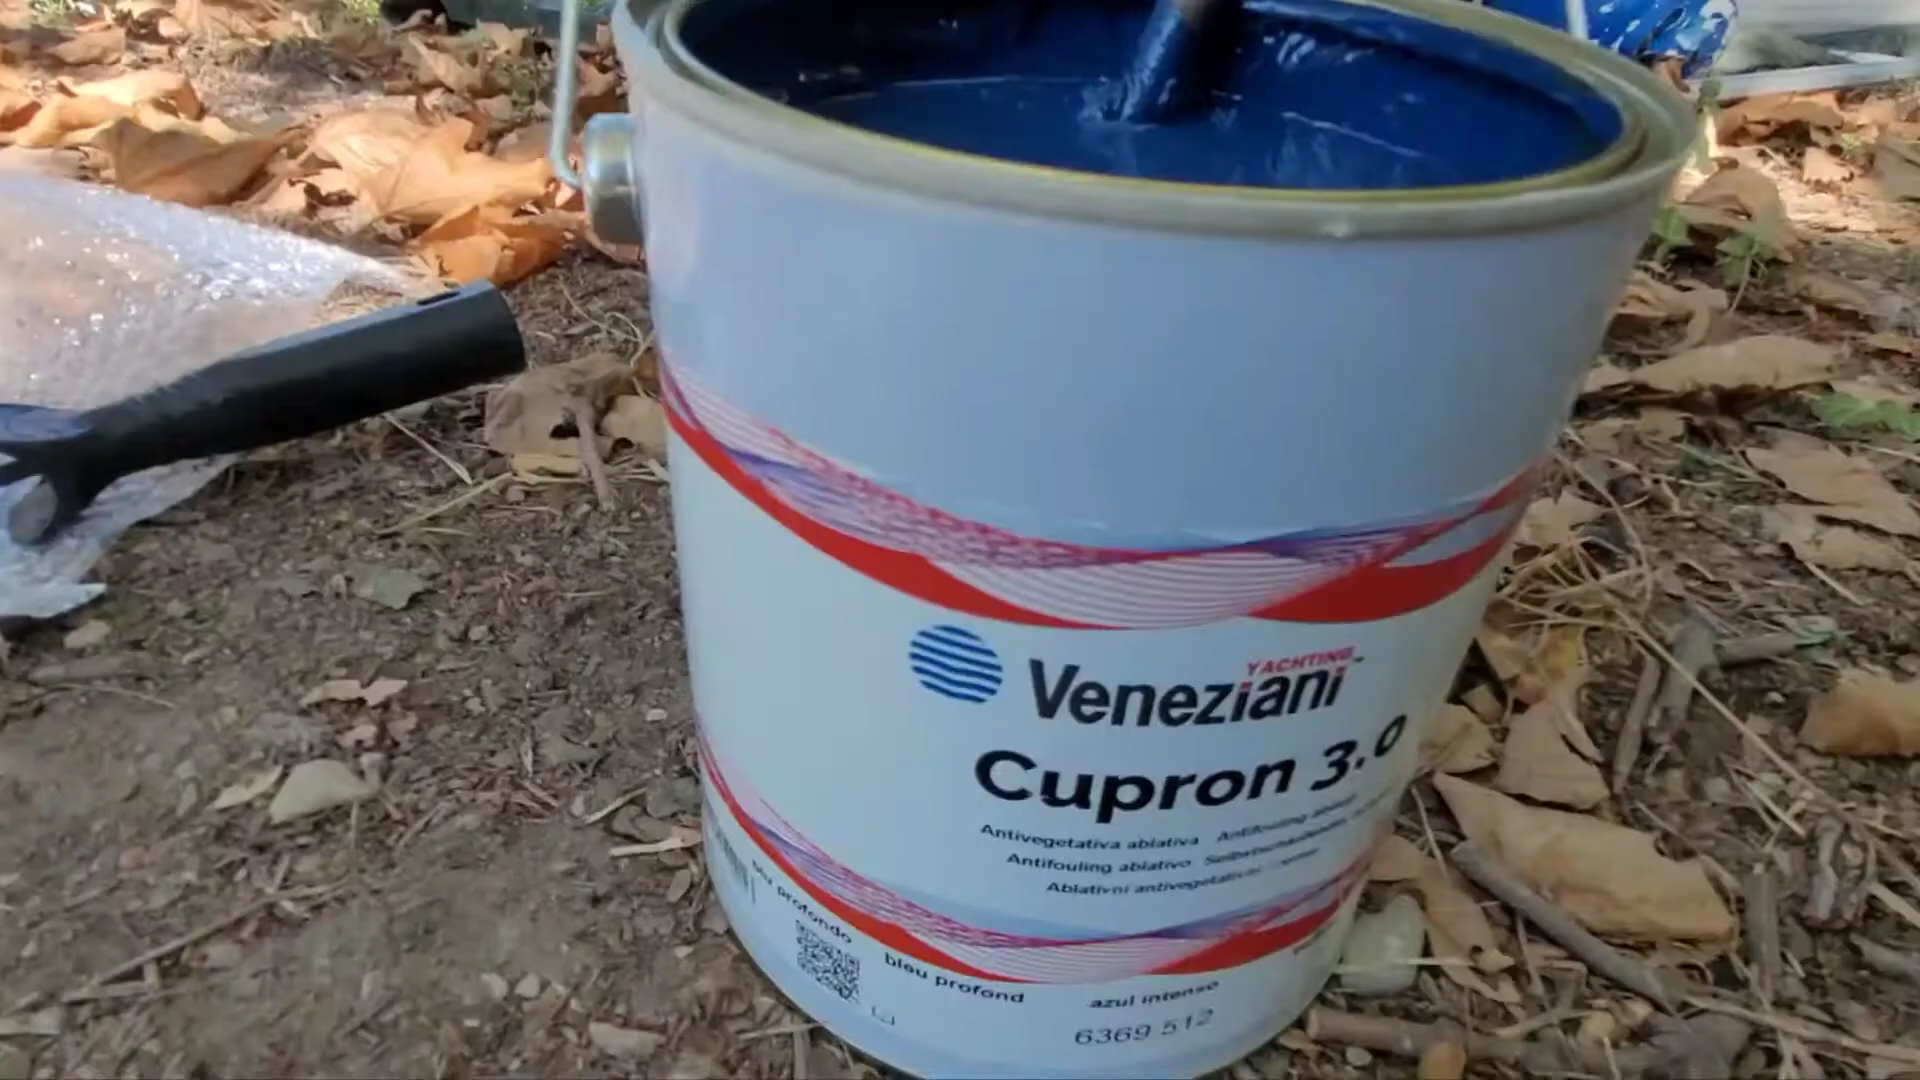 YACHTING
Veneziani
Cupron 3.0
Antivegetativa ablativa Antifouling
Antifouling ablativo
Ablativni antivegetativni
blu profondo
bleu profond
azul intenso
6369 512